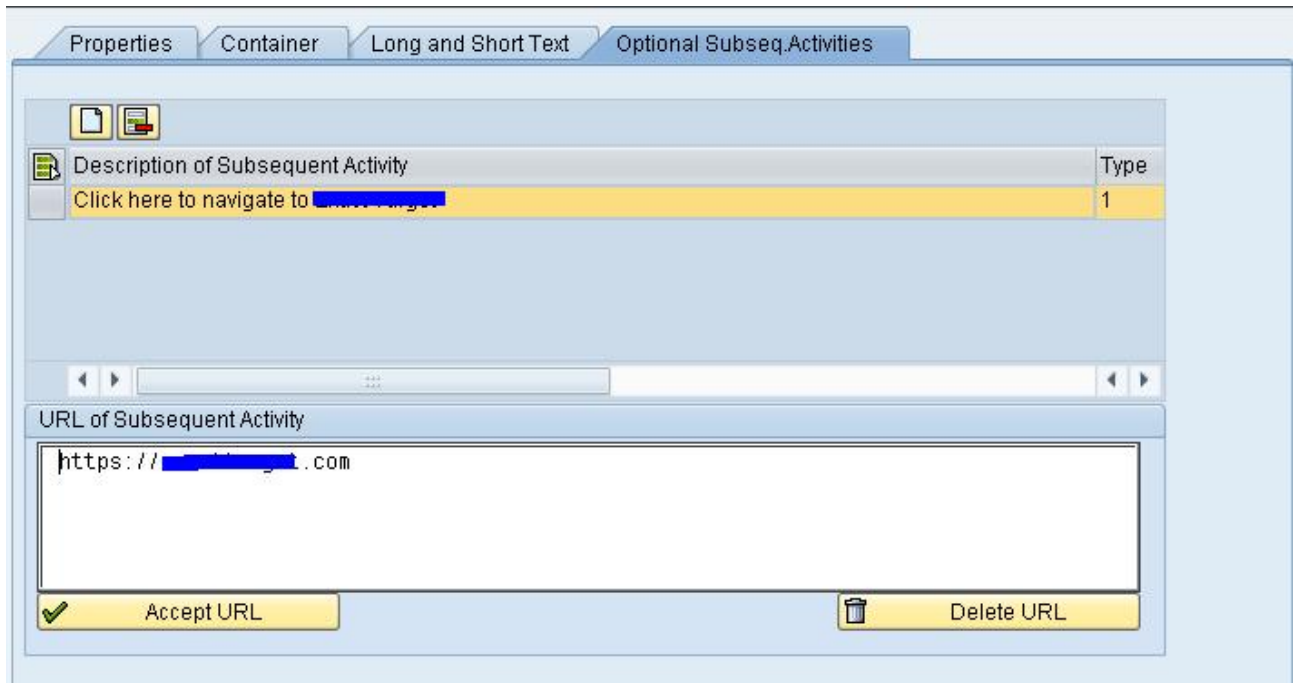 Properties Container Long and Short Text Optional Subseq.Activities
Description of Subsequent Activity Type
Click here to navigate to 1
URL of Subsequent Activity
https:// .com
Accept URL Delete URL